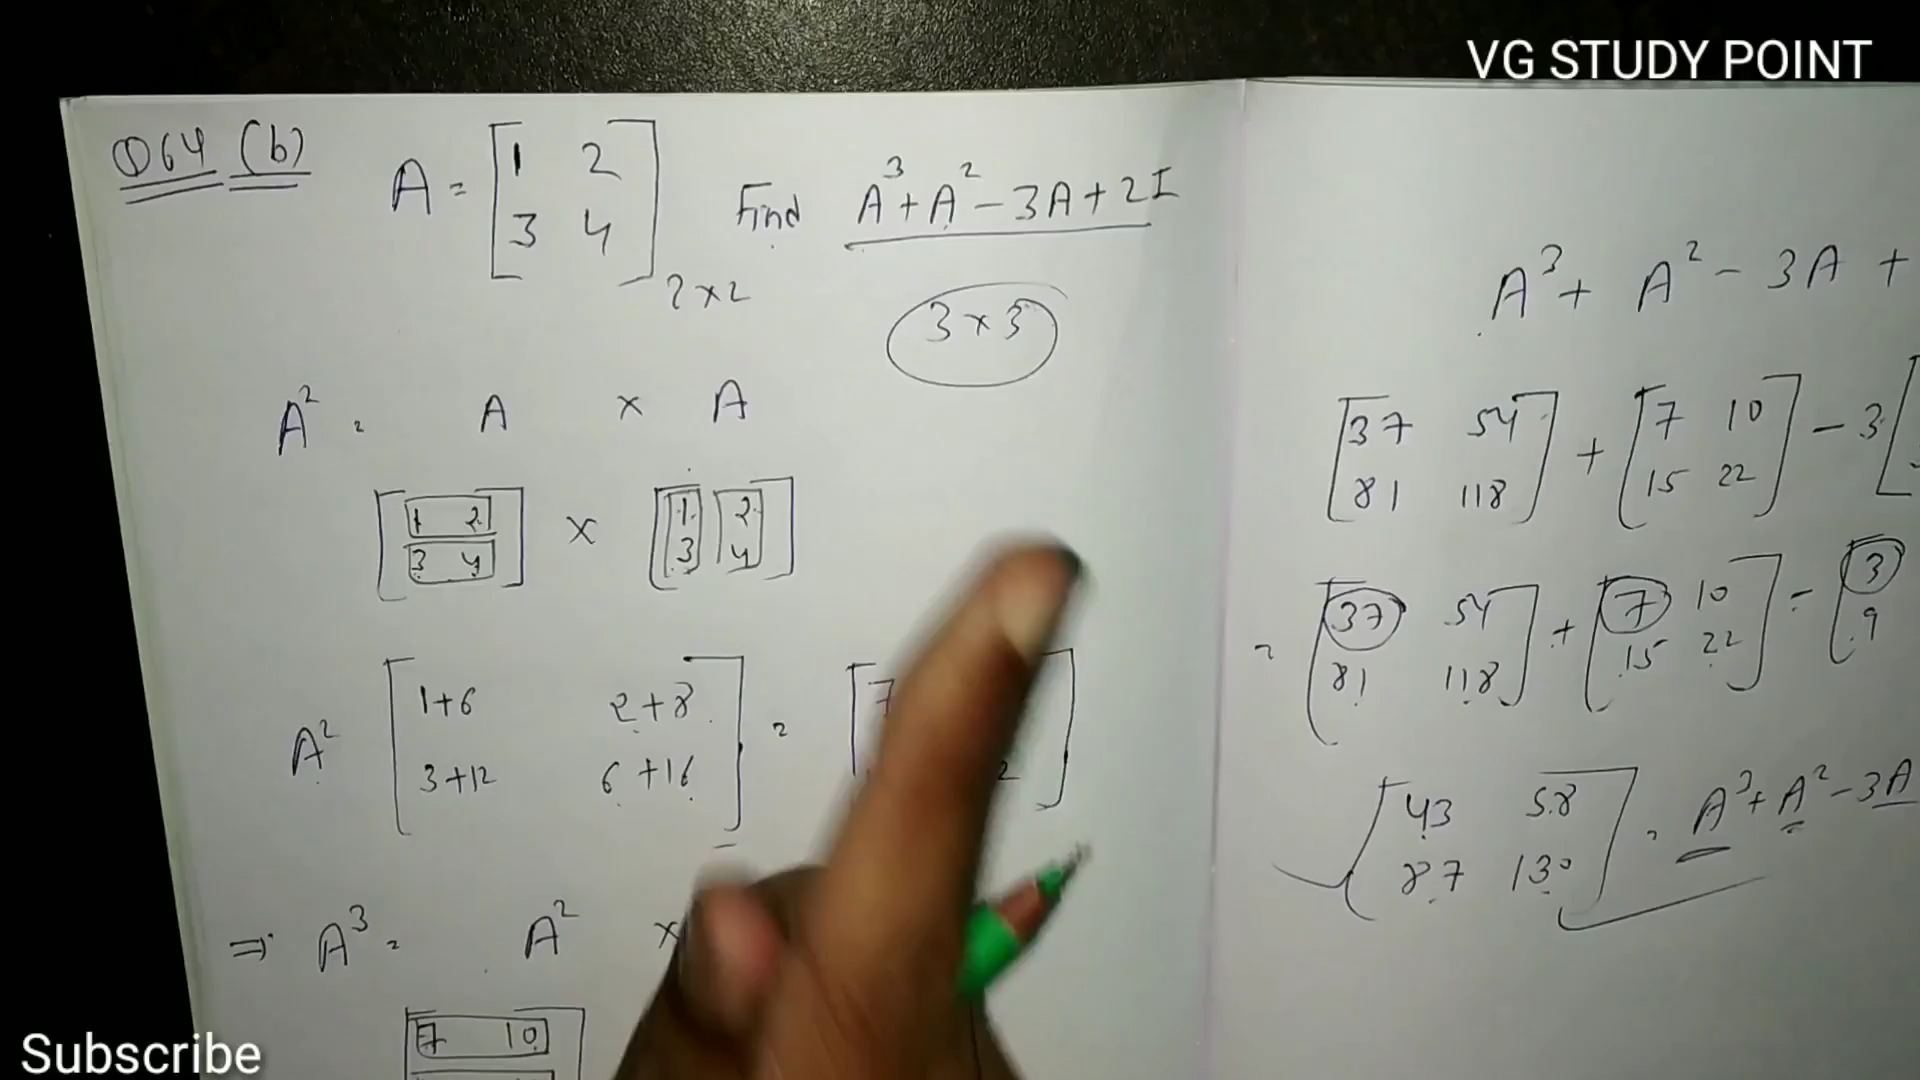 VG STUDY POINT
Q64 (b) A = [1 2
3 4] 2×2 Find A³+A²-3A+2I
3×3
A² = A × A
[1 2
3 4] × [1 2
3 4]
A² [1+6 2+8
3+12 6+16] = [7
2]
⇒ A³ = A² ×
[7 10
A³ + A² - 3A +
[37 54
81 118] + [7 10
15 22] - 3[
= [37 54
81 118] + [7 10
15 22] - [3
9
[43 58
87 130] = A³+A²-3A
Subscribe